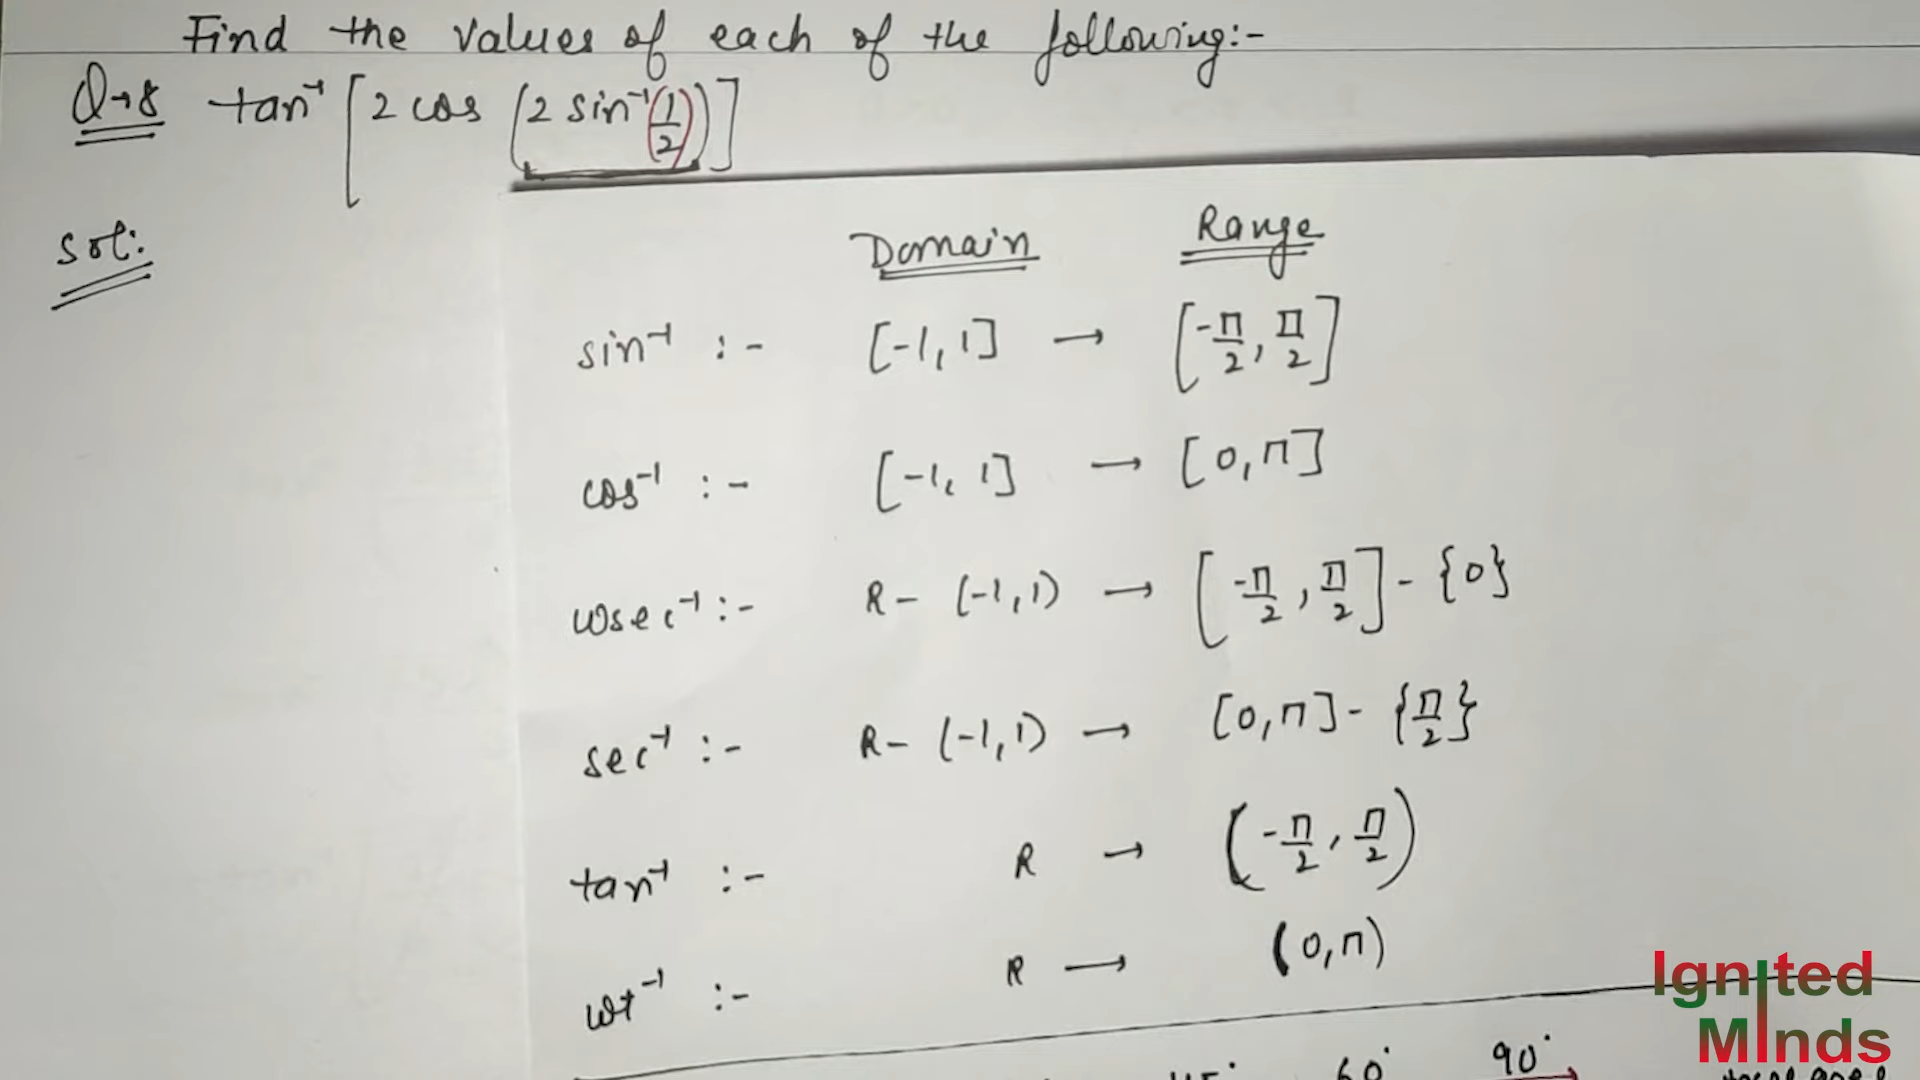 Find the values of each of the following:-
Q→8 tan⁻¹ [2 cos (2 sin⁻¹(1/2))]
Sol:
Domain Range
sin⁻¹ :- [-1, 1] → [-π/2, π/2]
cos⁻¹ :- [-1, 1] → [0, π]
cosec⁻¹ :- R - (-1, 1) → [-π/2, π/2] - {0}
sec⁻¹ :- R - (-1, 1) → [0, π] - {π/2}
tan⁻¹ :- R → (-π/2, π/2)
cot⁻¹ :- R → (0, π)
60° 90°
Ignited
Minds